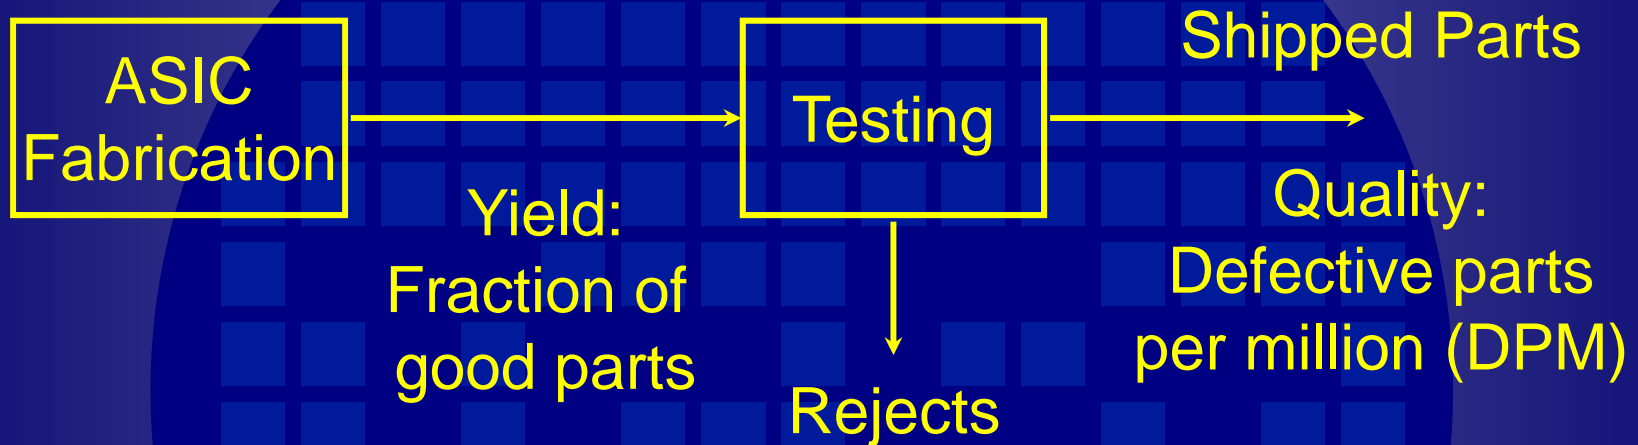 ASIC
Fabrication
Yield:
Fraction of
good parts
Testing
Rejects
Shipped Parts
Quality:
Defective parts
per million (DPM)